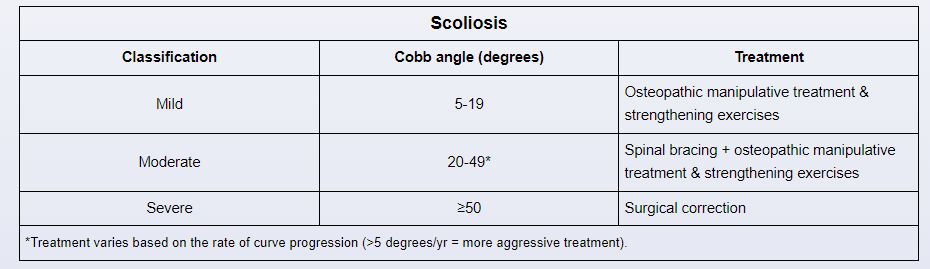 Scoliosis
Classification Cobb angle (degrees) Treatment
Mild 5-19 Osteopathic manipulative treatment &
strengthening exercises
Moderate 20-49* Spinal bracing + osteopathic manipulative
treatment & strengthening exercises
Severe ≥50 Surgical correction
*Treatment varies based on the rate of curve progression (>5 degrees/yr = more aggressive treatment).